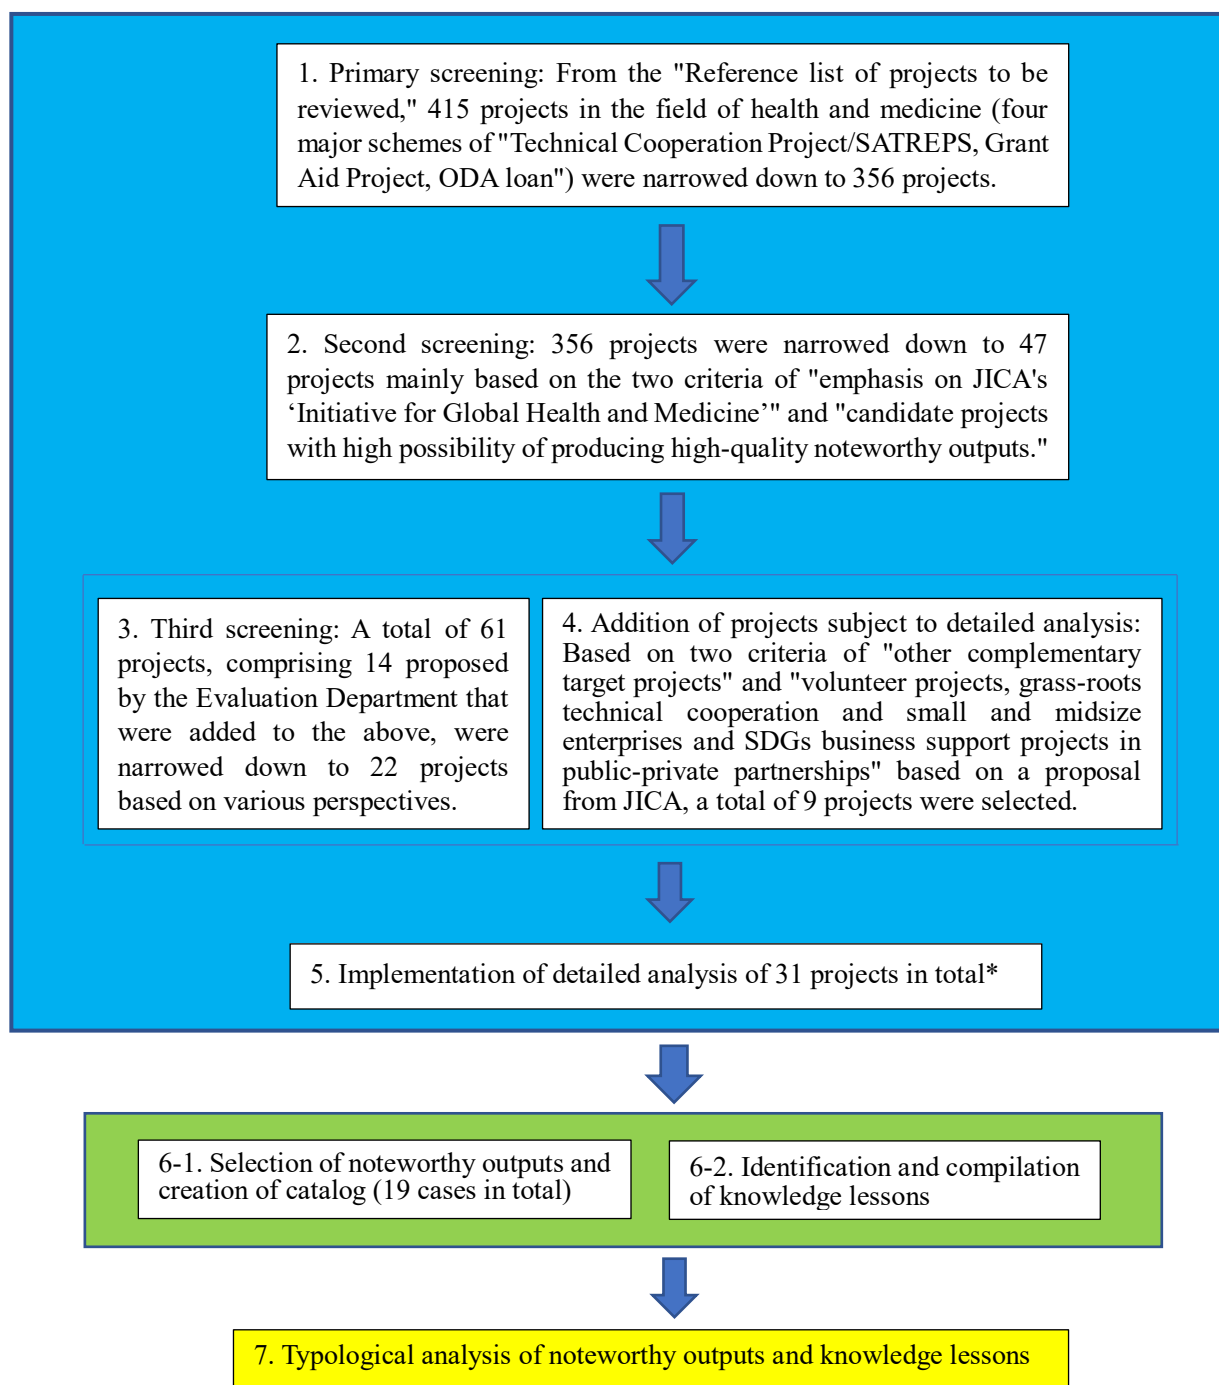 1. Primary screening: From the "Reference list of projects to be
reviewed," 415 projects in the field of health and medicine (four
major schemes of "Technical Cooperation Project/SATREPS, Grant
Aid Project, ODA loan") were narrowed down to 356 projects.
2. Second screening: 356 projects were narrowed down to 47
projects mainly based on the two criteria of "emphasis on JICA's
‘Initiative for Global Health and Medicine’" and "candidate projects
with high possibility of producing high-quality noteworthy outputs."
3. Third screening: A total of 61
projects, comprising 14 proposed
by the Evaluation Department that
were added to the above, were
narrowed down to 22 projects
based on various perspectives.
4. Addition of projects subject to detailed analysis:
Based on two criteria of "other complementary
target projects" and "volunteer projects, grass-roots
technical cooperation and small and midsize
enterprises and SDGs business support projects in
public-private partnerships" based on a proposal
from JICA, a total of 9 projects were selected.
5. Implementation of detailed analysis of 31 projects in total*
6-1. Selection of noteworthy outputs and
creation of catalog (19 cases in total)
6-2. Identification and compilation
of knowledge lessons
7. Typological analysis of noteworthy outputs and knowledge lessons